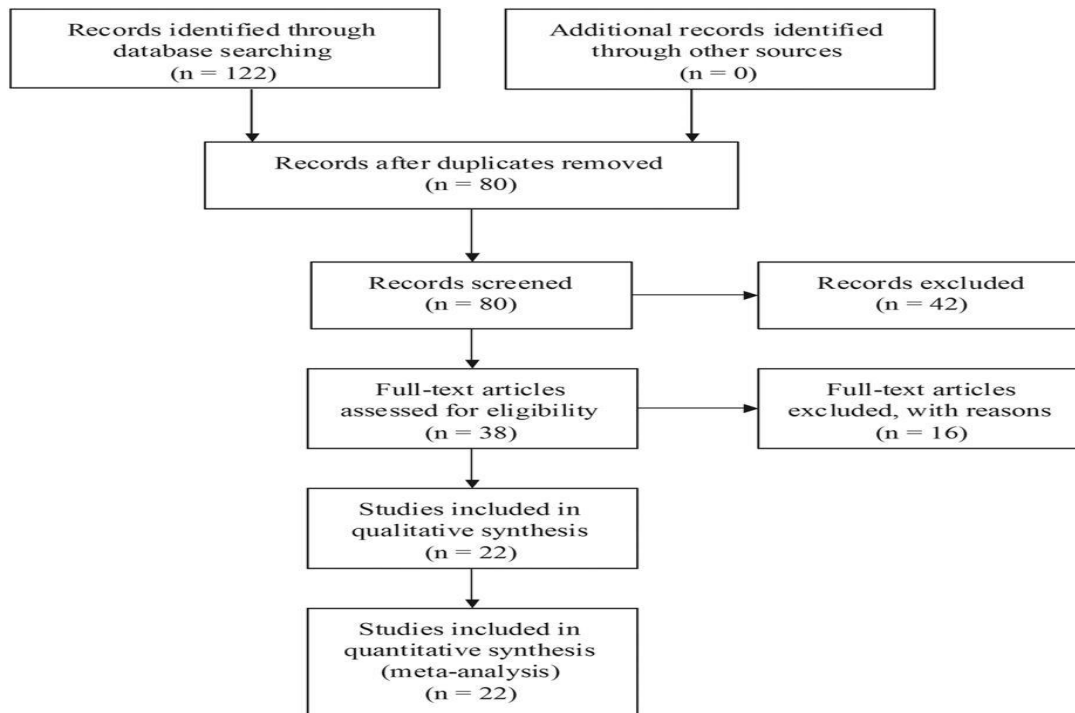 Records identified through
database searching
(n = 122)
Additional records identified
through other sources
(n = 0)
Records after duplicates removed
(n = 80)
Records screened
(n = 80)
Records excluded
(n = 42)
Full-text articles
assessed for eligibility
(n = 38)
Full-text articles
excluded, with reasons
(n = 16)
Studies included in
qualitative synthesis
(n = 22)
Studies included in
quantitative synthesis
(meta-analysis)
(n = 22)